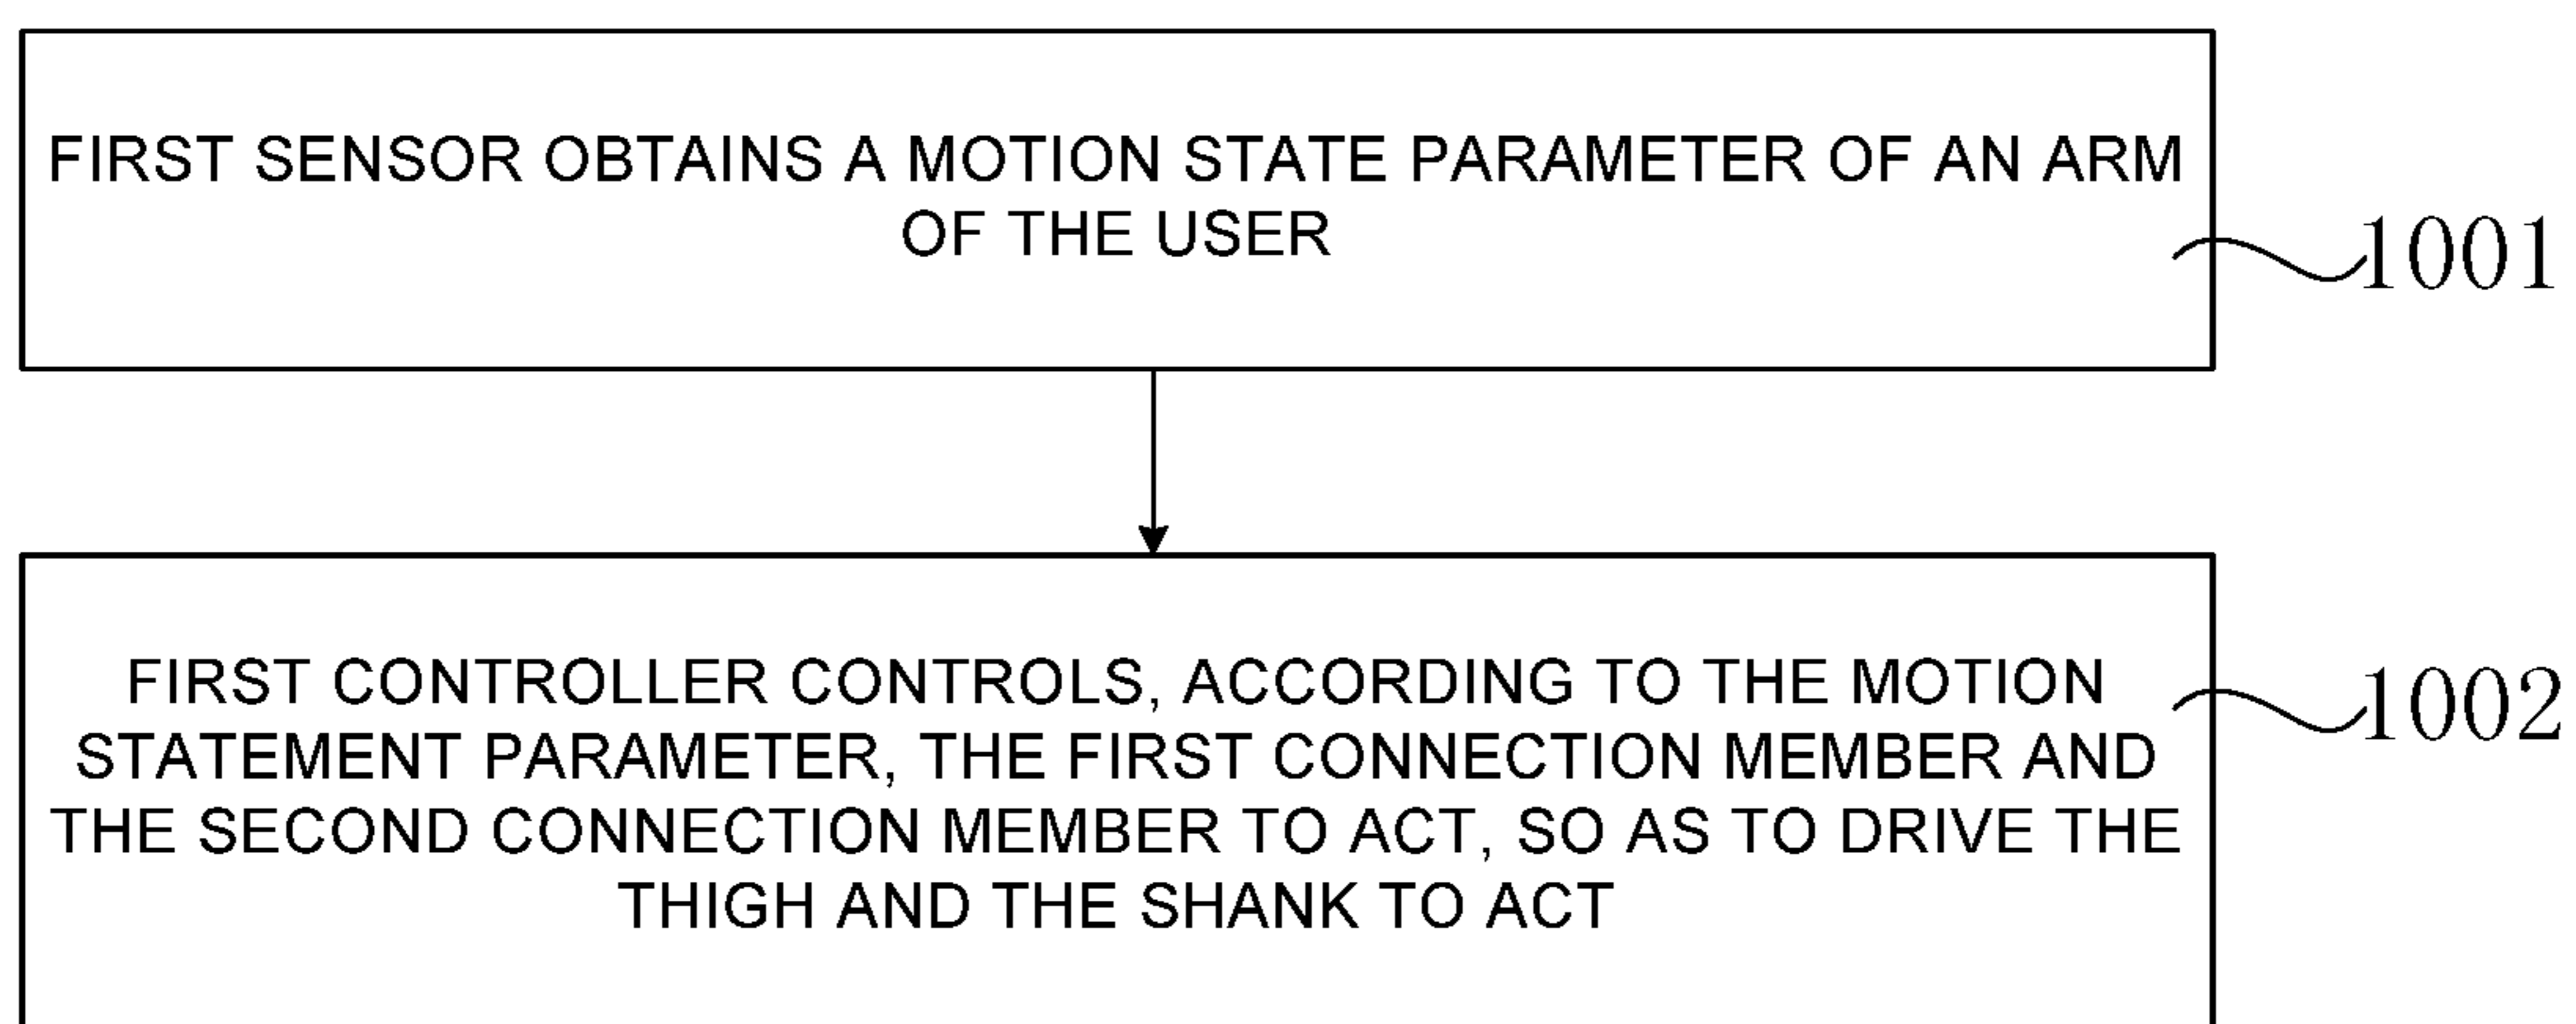 FIRST SENSOR OBTAINS A MOTION STATE PARAMETER OF AN ARM
OF THE USER
1001
FIRST CONTROLLER CONTROLS, ACCORDING TO THE MOTION
STATEMENT PARAMETER, THE FIRST CONNECTION MEMBER AND
THE SECOND CONNECTION MEMBER TO ACT, SO AS TO DRIVE THE
THIGH AND THE SHANK TO ACT
1002